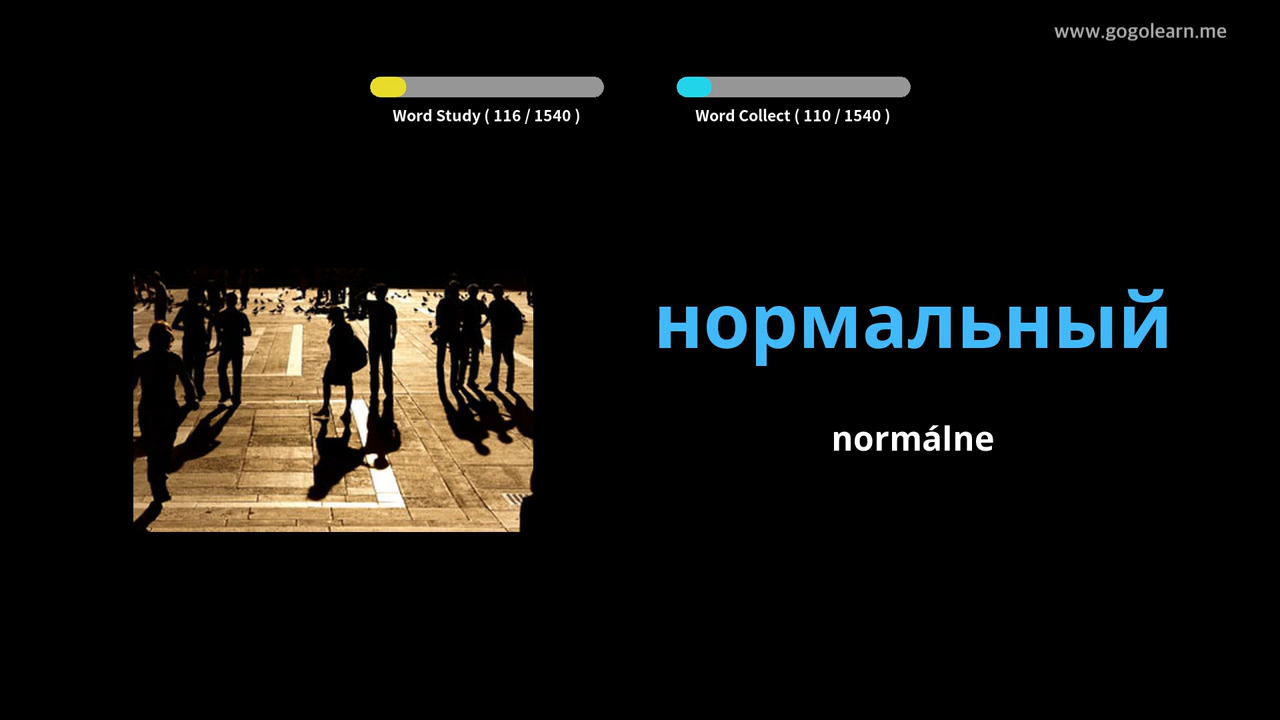 www.gogolearn.me
Word Study ( 116 / 1540 )
Word Collect ( 110 / 1540 )
нормальный
normálne